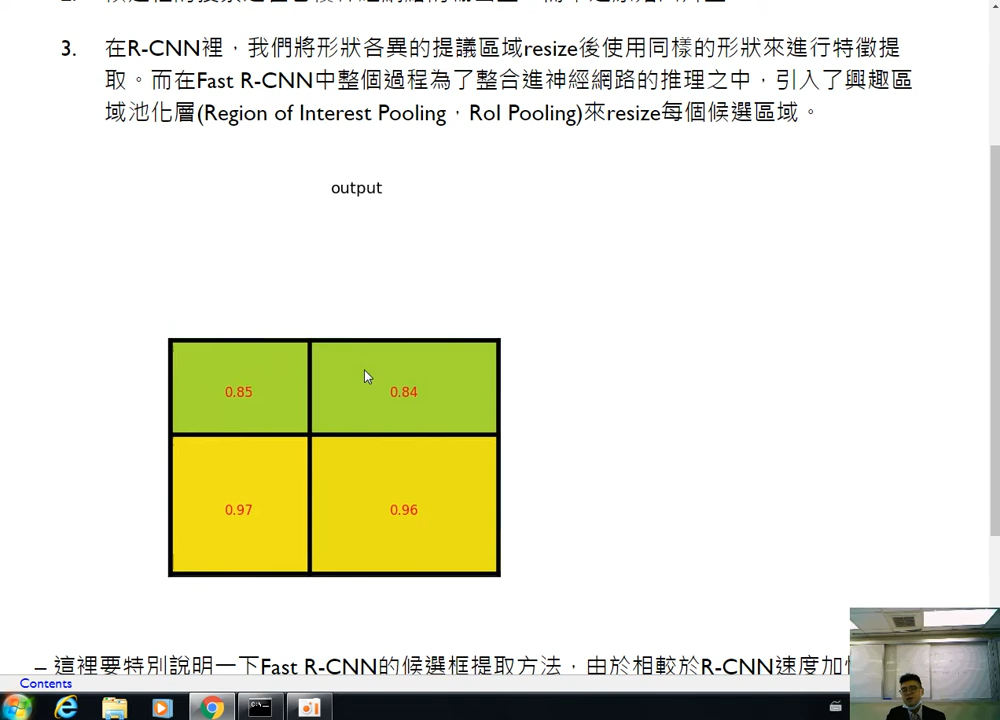 3. 在R-CNN裡，我們將形狀各異的提議區域resize後使用同樣的形狀來進行特徵提
取。而在Fast R-CNN中整個過程為了整合進神經網路的推理之中，引入了興趣區
域池化層(Region of Interest Pooling，RoI Pooling)來resize每個候選區域。
output
0.85 0.84
0.97 0.96
– 這裡要特別說明一下Fast R-CNN的候選框提取方法，由於相較於R-CNN速度加
Contents